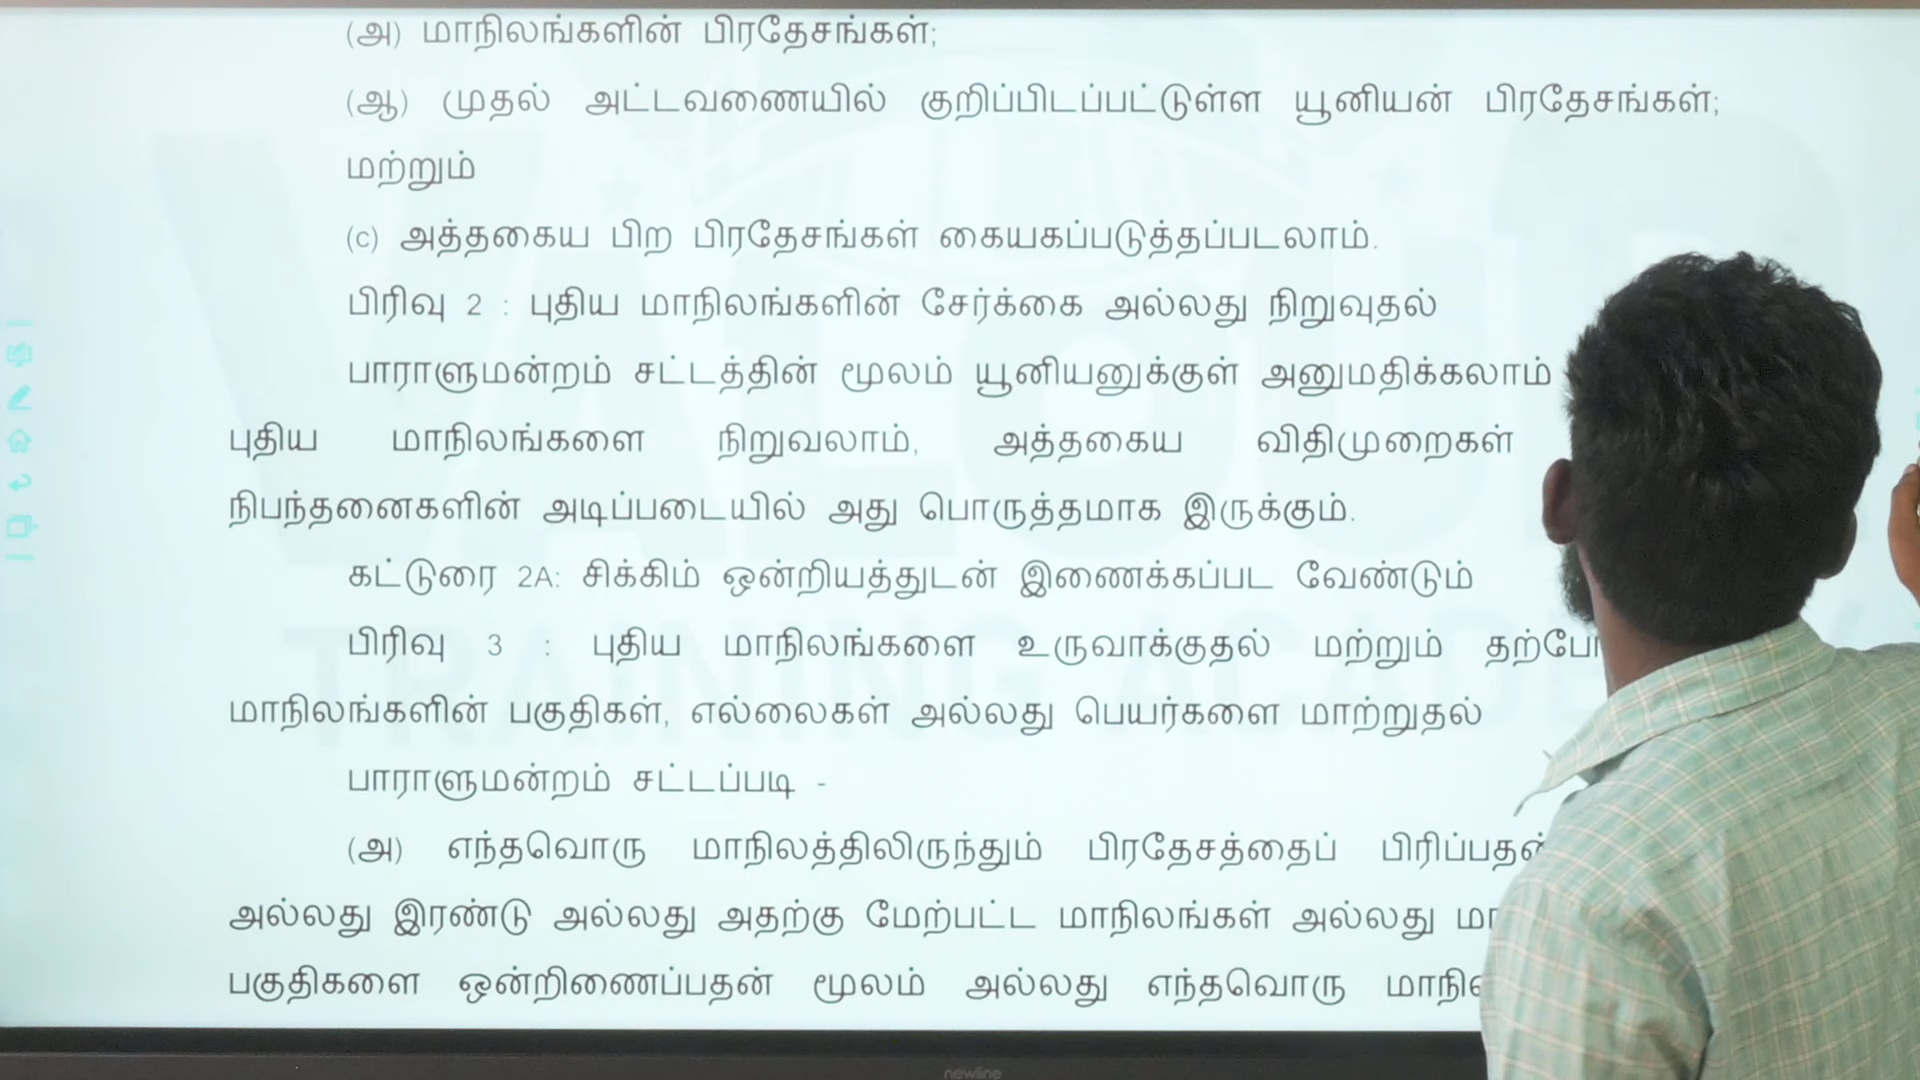 (அ) மாநிலங்களின் பிரதேசங்கள்;
(ஆ) முதல் அட்டவணையில் குறிப்பிடப்பட்டுள்ள யூனியன் பிரதேசங்கள்;
மற்றும்
(c) அத்தகைய பிற பிரதேசங்கள் கையகப்படுத்தப்படலாம்.
பிரிவு 2 : புதிய மாநிலங்களின் சேர்க்கை அல்லது நிறுவுதல்
பாராளுமன்றம் சட்டத்தின் மூலம் யூனியனுக்குள் அனுமதிக்கலாம்
புதிய மாநிலங்களை நிறுவலாம், அத்தகைய விதிமுறைகள்
நிபந்தனைகளின் அடிப்படையில் அது பொருத்தமாக இருக்கும்.
கட்டுரை 2A: சிக்கிம் ஒன்றியத்துடன் இணைக்கப்பட வேண்டும்
பிரிவு 3 : புதிய மாநிலங்களை உருவாக்குதல் மற்றும்
மாநிலங்களின் பகுதிகள், எல்லைகள் அல்லது பெயர்களை மாற்றுதல்
பாராளுமன்றம் சட்டப்படி -
(அ) எந்தவொரு மாநிலத்திலிருந்தும் பிரதேசத்தைப்
அல்லது இரண்டு அல்லது அதற்கு மேற்பட்ட மாநிலங்கள் அல்லது
பகுதிகளை ஒன்றிணைப்பதன் மூலம் அல்லது எந்தவொரு
newline